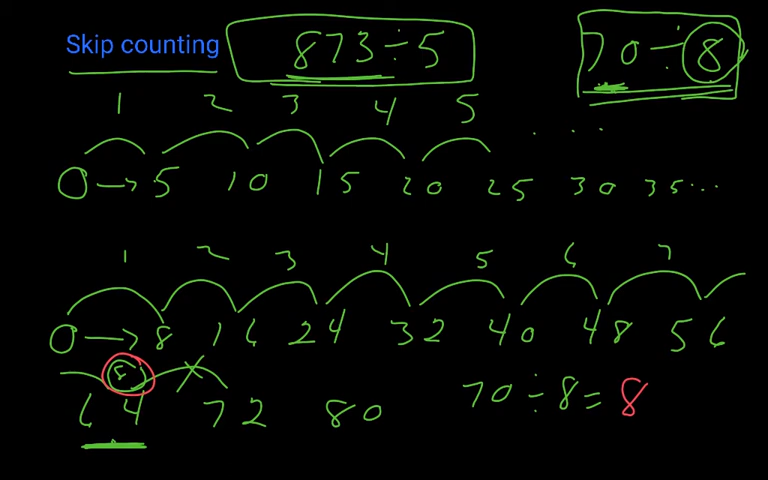 Skip counting 873÷5 70÷8
1 2 3 4 5 . . . .
0→5 10 15 20 25 30 35...
1 2 3 4 5 6 7
0→8 16 24 32 40 48 56
8
64 72 80 70÷8=8